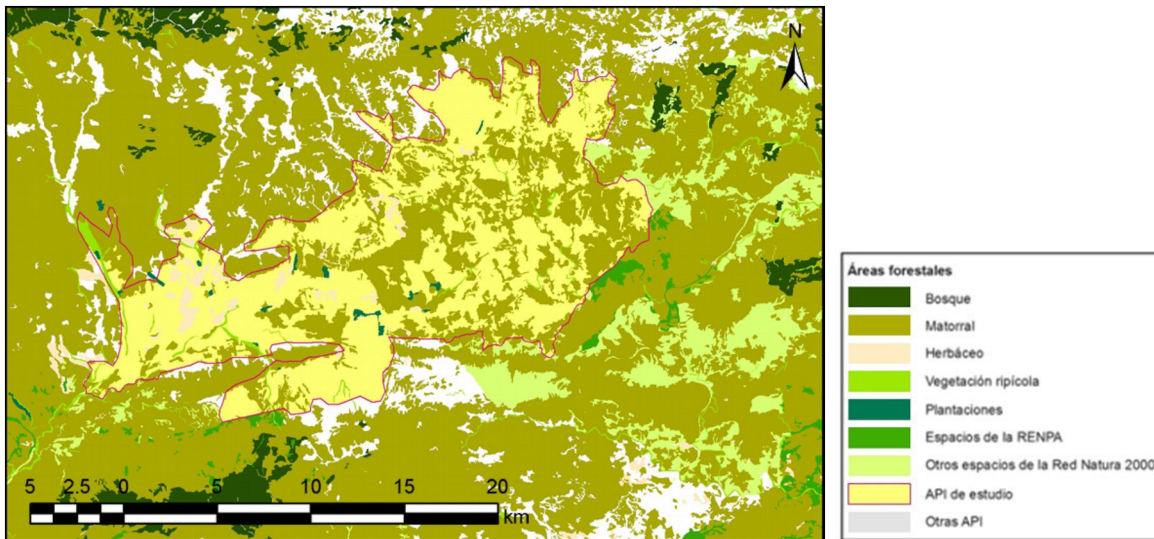 N
5 2.5 0 5 10 15 20
km
Áreas forestales
Bosque
Matorral
Herbáceo
Vegetación ripícola
Plantaciones
Espacios de la RENPA
Otros espacios de la Red Natura 2000
API de estudio
Otras API